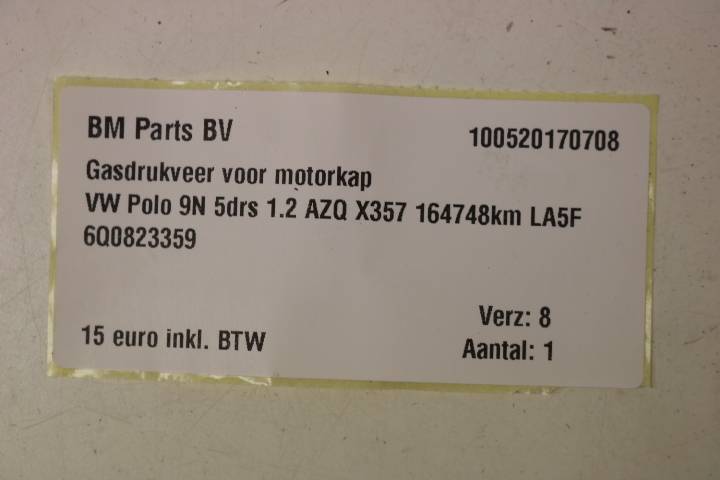 BM Parts BV 100520170708
Gasdrukveer voor motorkap
VW Polo 9N 5drs 1.2 AZQ X357 164748km LA5F
6Q0823359
Verz: 8
15 euro inkl. BTW Aantal: 1